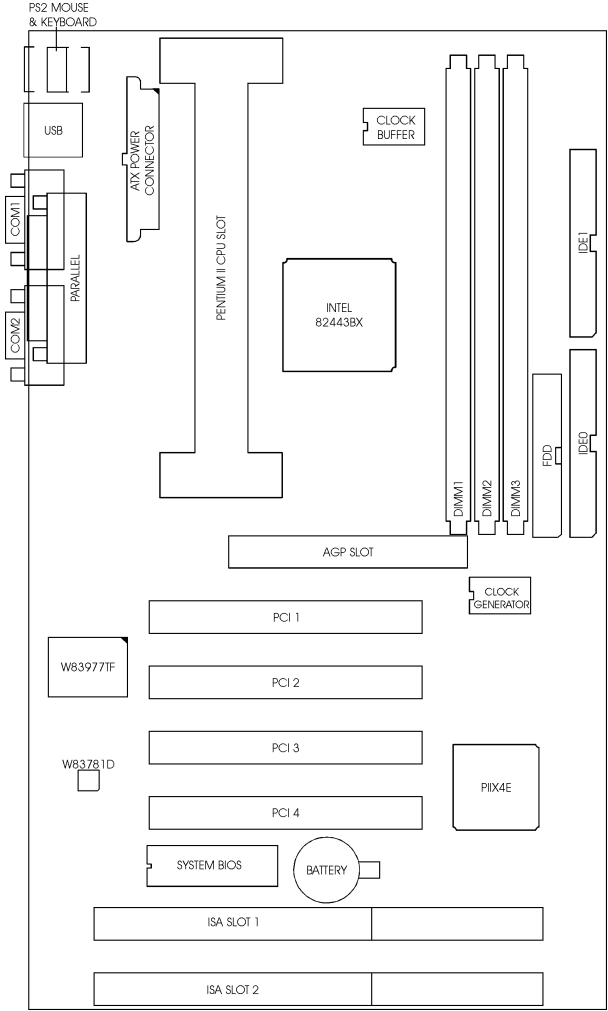 PS2 MOUSE
& KEYBOARD
USB
ATX POWER
CONNECTOR
PENTIUM II CPU SLOT
CLOCK
BUFFER
IDE1
COM1
PARALLEL
COM2
INTEL
82443BX
DIMM1
DIMM2
DIMM3
FDD
IDE0
AGP SLOT
CLOCK
GENERATOR
PCI 1
W83977TF
PCI 2
PCI 3
W83781D
PIIX4E
PCI 4
SYSTEM BIOS
BATTERY
ISA SLOT 1
ISA SLOT 2